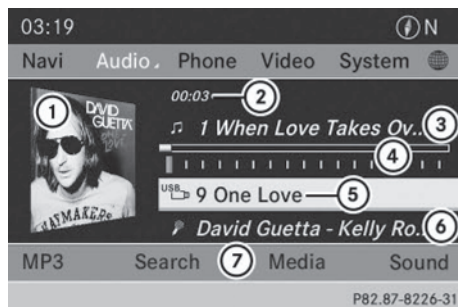 03:19 N
Navi Audio Phone Video System
1 DAVID GUETTA 00:03 2
1 When Love Takes Ov.. 3
4
USB 9 One Love 5
David Guetta - Kelly Ro.. 6
MP3 Search 7 Media Sound
P82.87-8226-31